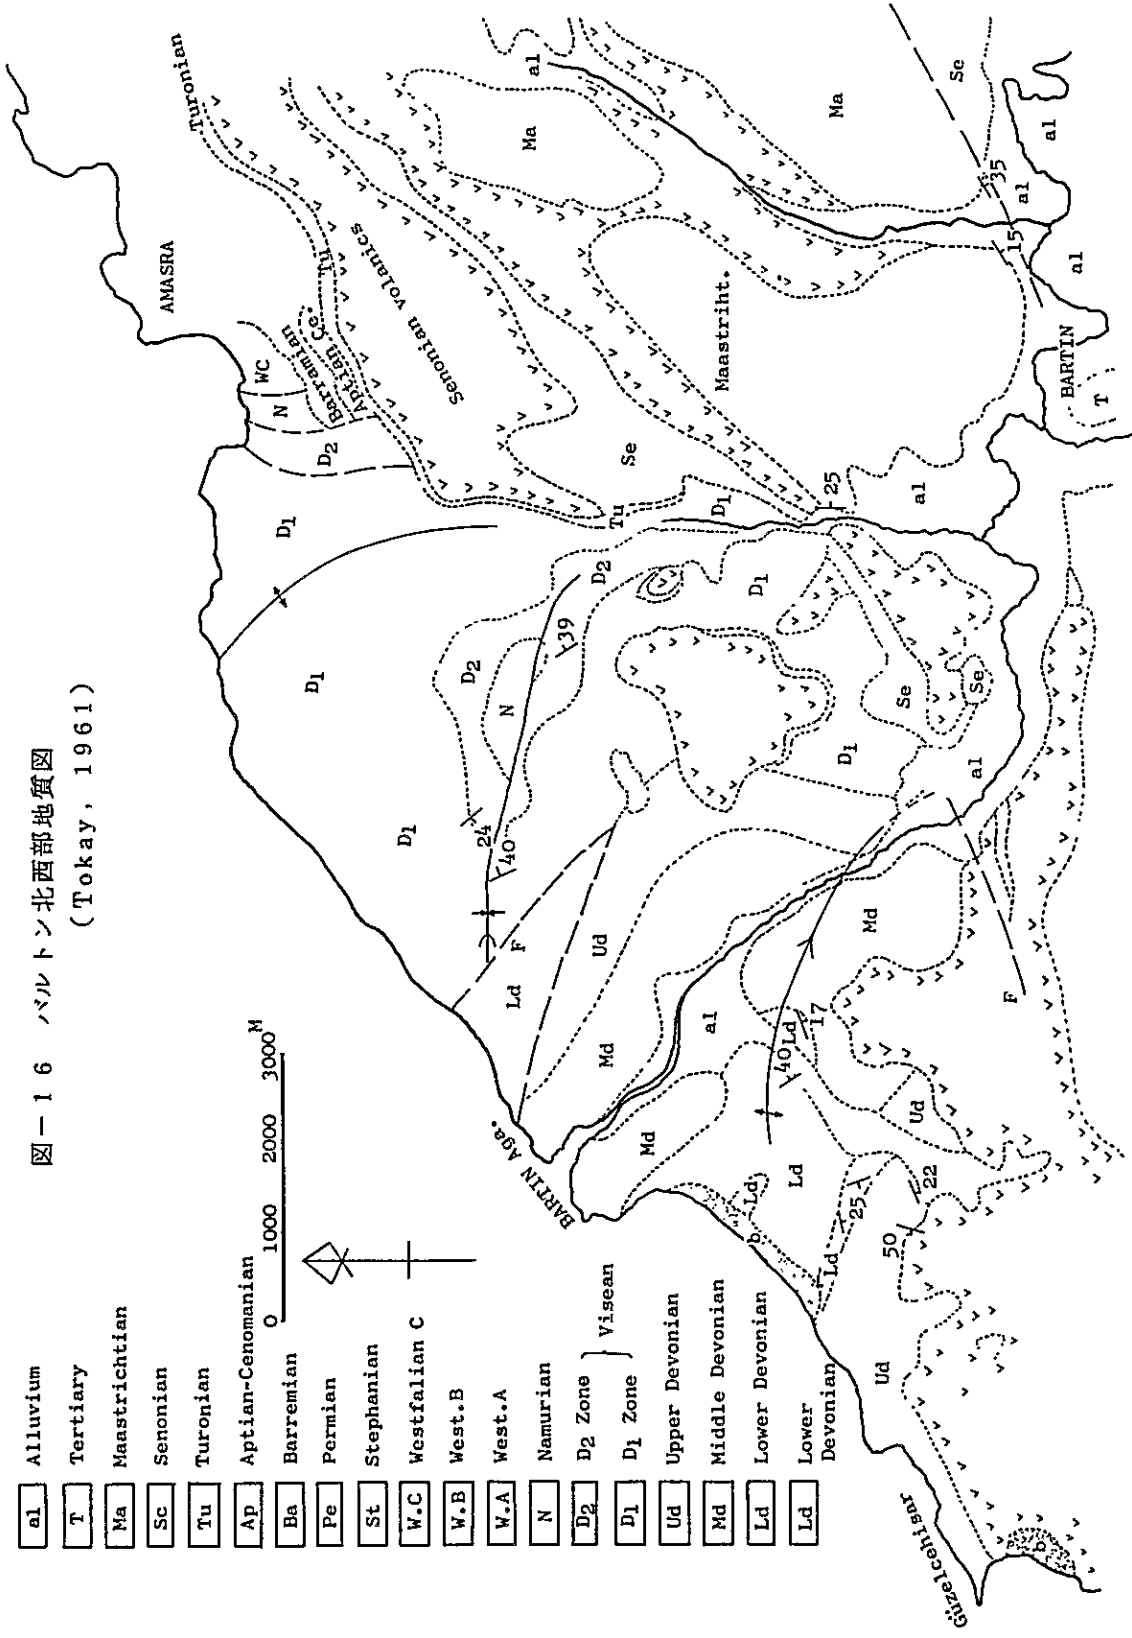 図-16 バルトン北西部地質図
(Tokay, 1961)
al Alluvium
T Tertiary
Ma Maastrichtian
Sc Senonian
Tu Turonian
Ap Aptian-Cenomanian
Ba Barremian
Pe Permian
St Stephanian
W.C Westfalian C
W.B West.B
W.A West.A
N Namurian
D2 D2 Zone
D1 D1 Zone
Visean
Ud Upper Devonian
Md Middle Devonian
Ld Lower Devonian
Ld Lower
Devonian
0 1000 2000 3000
M
AMASRA
Turonian
WC
N
D2
Barramian
Aptian Ce.
Tu
Senonian volanics
D1
D1
D1
D2
N
D2
24
40
39
F
Ld
Ud
Md
BARTIN Aga.
Se
Tu
D1
25
D1
D1
Se
Se
al
al
Maastriht.
Ma
al
Ma
Se
35
15
al
al
al
BARTIN
T
Md
al
Ld
Md
40
17
Ld
Ld
b
Ld
25
22
50
Ud
Ud
F
Güzelcehisar
b